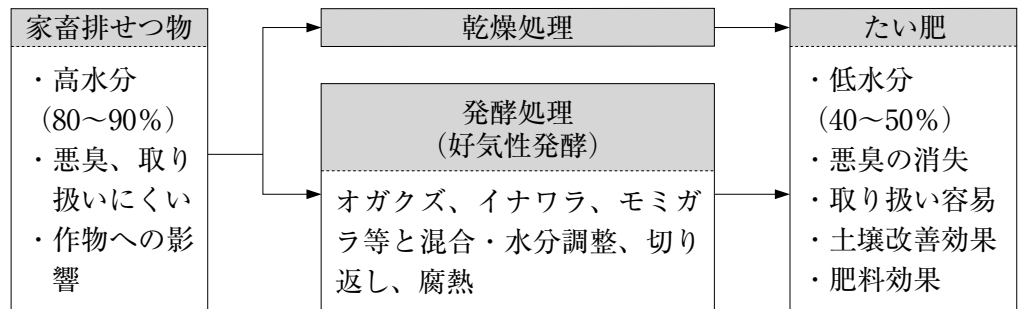 家畜排せつ物
・高水分
（80〜90％）
・悪臭、取り
扱いにくい
・作物への影
響
乾燥処理
発酵処理
（好気性発酵）
オガクズ、イナワラ、モミガ
ラ等と混合・水分調整、切り
返し、腐熱
たい肥
・低水分
（40〜50％）
・悪臭の消失
・取り扱い容易
・土壌改善効果
・肥料効果